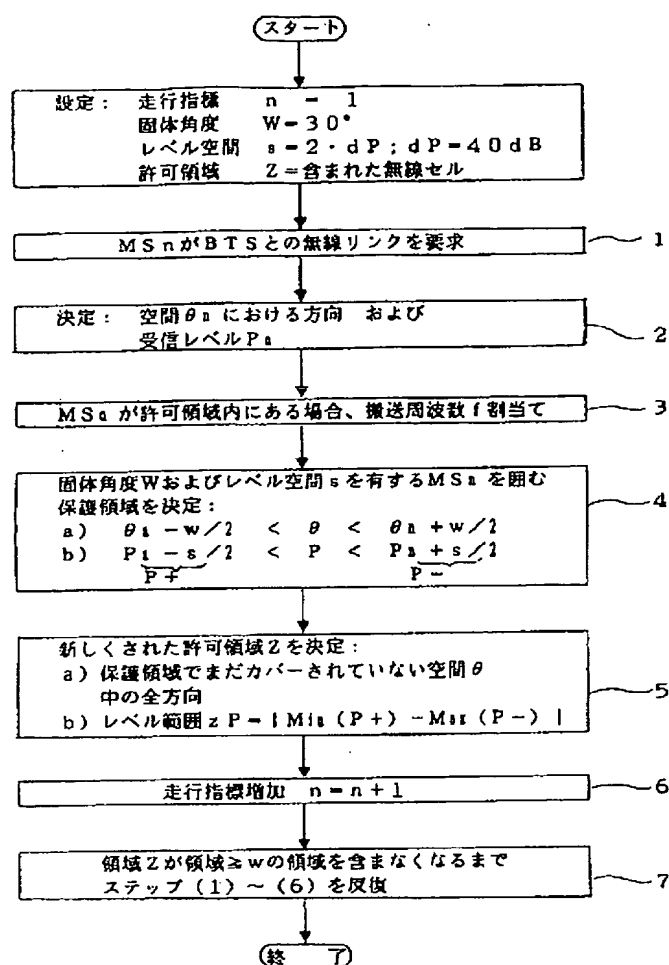 スタート
設定: 走行指標 n = 1
固体角度 W=30°
レベル空間 s=2・dP;dP=40dB
許可領域 Z=含まれた無線セル
MSnがBTSとの無線リンクを要求
1
決定: 空間θnにおける方向 および
受信レベルPn
2
MSnが許可領域内にある場合、搬送周波数f割当て
3
固体角度Wおよびレベル空間sを有するMSnを囲む
保護領域を決定:
a) θn-w/2 < θ < θn+w/2
b) Pn-s/2 < P < Pn+s/2
P+ P-
4
新しくされた許可領域Zを決定:
a)保護領域でまだカバーされていない空間θ
中の全方向
b)レベル範囲zP=|Min(P+)-Max(P-)|
5
走行指標増加 n=n+1
6
領域Zが領域≧wの領域を含まなくなるまで
ステップ(1)~(6)を反復
7
終 了